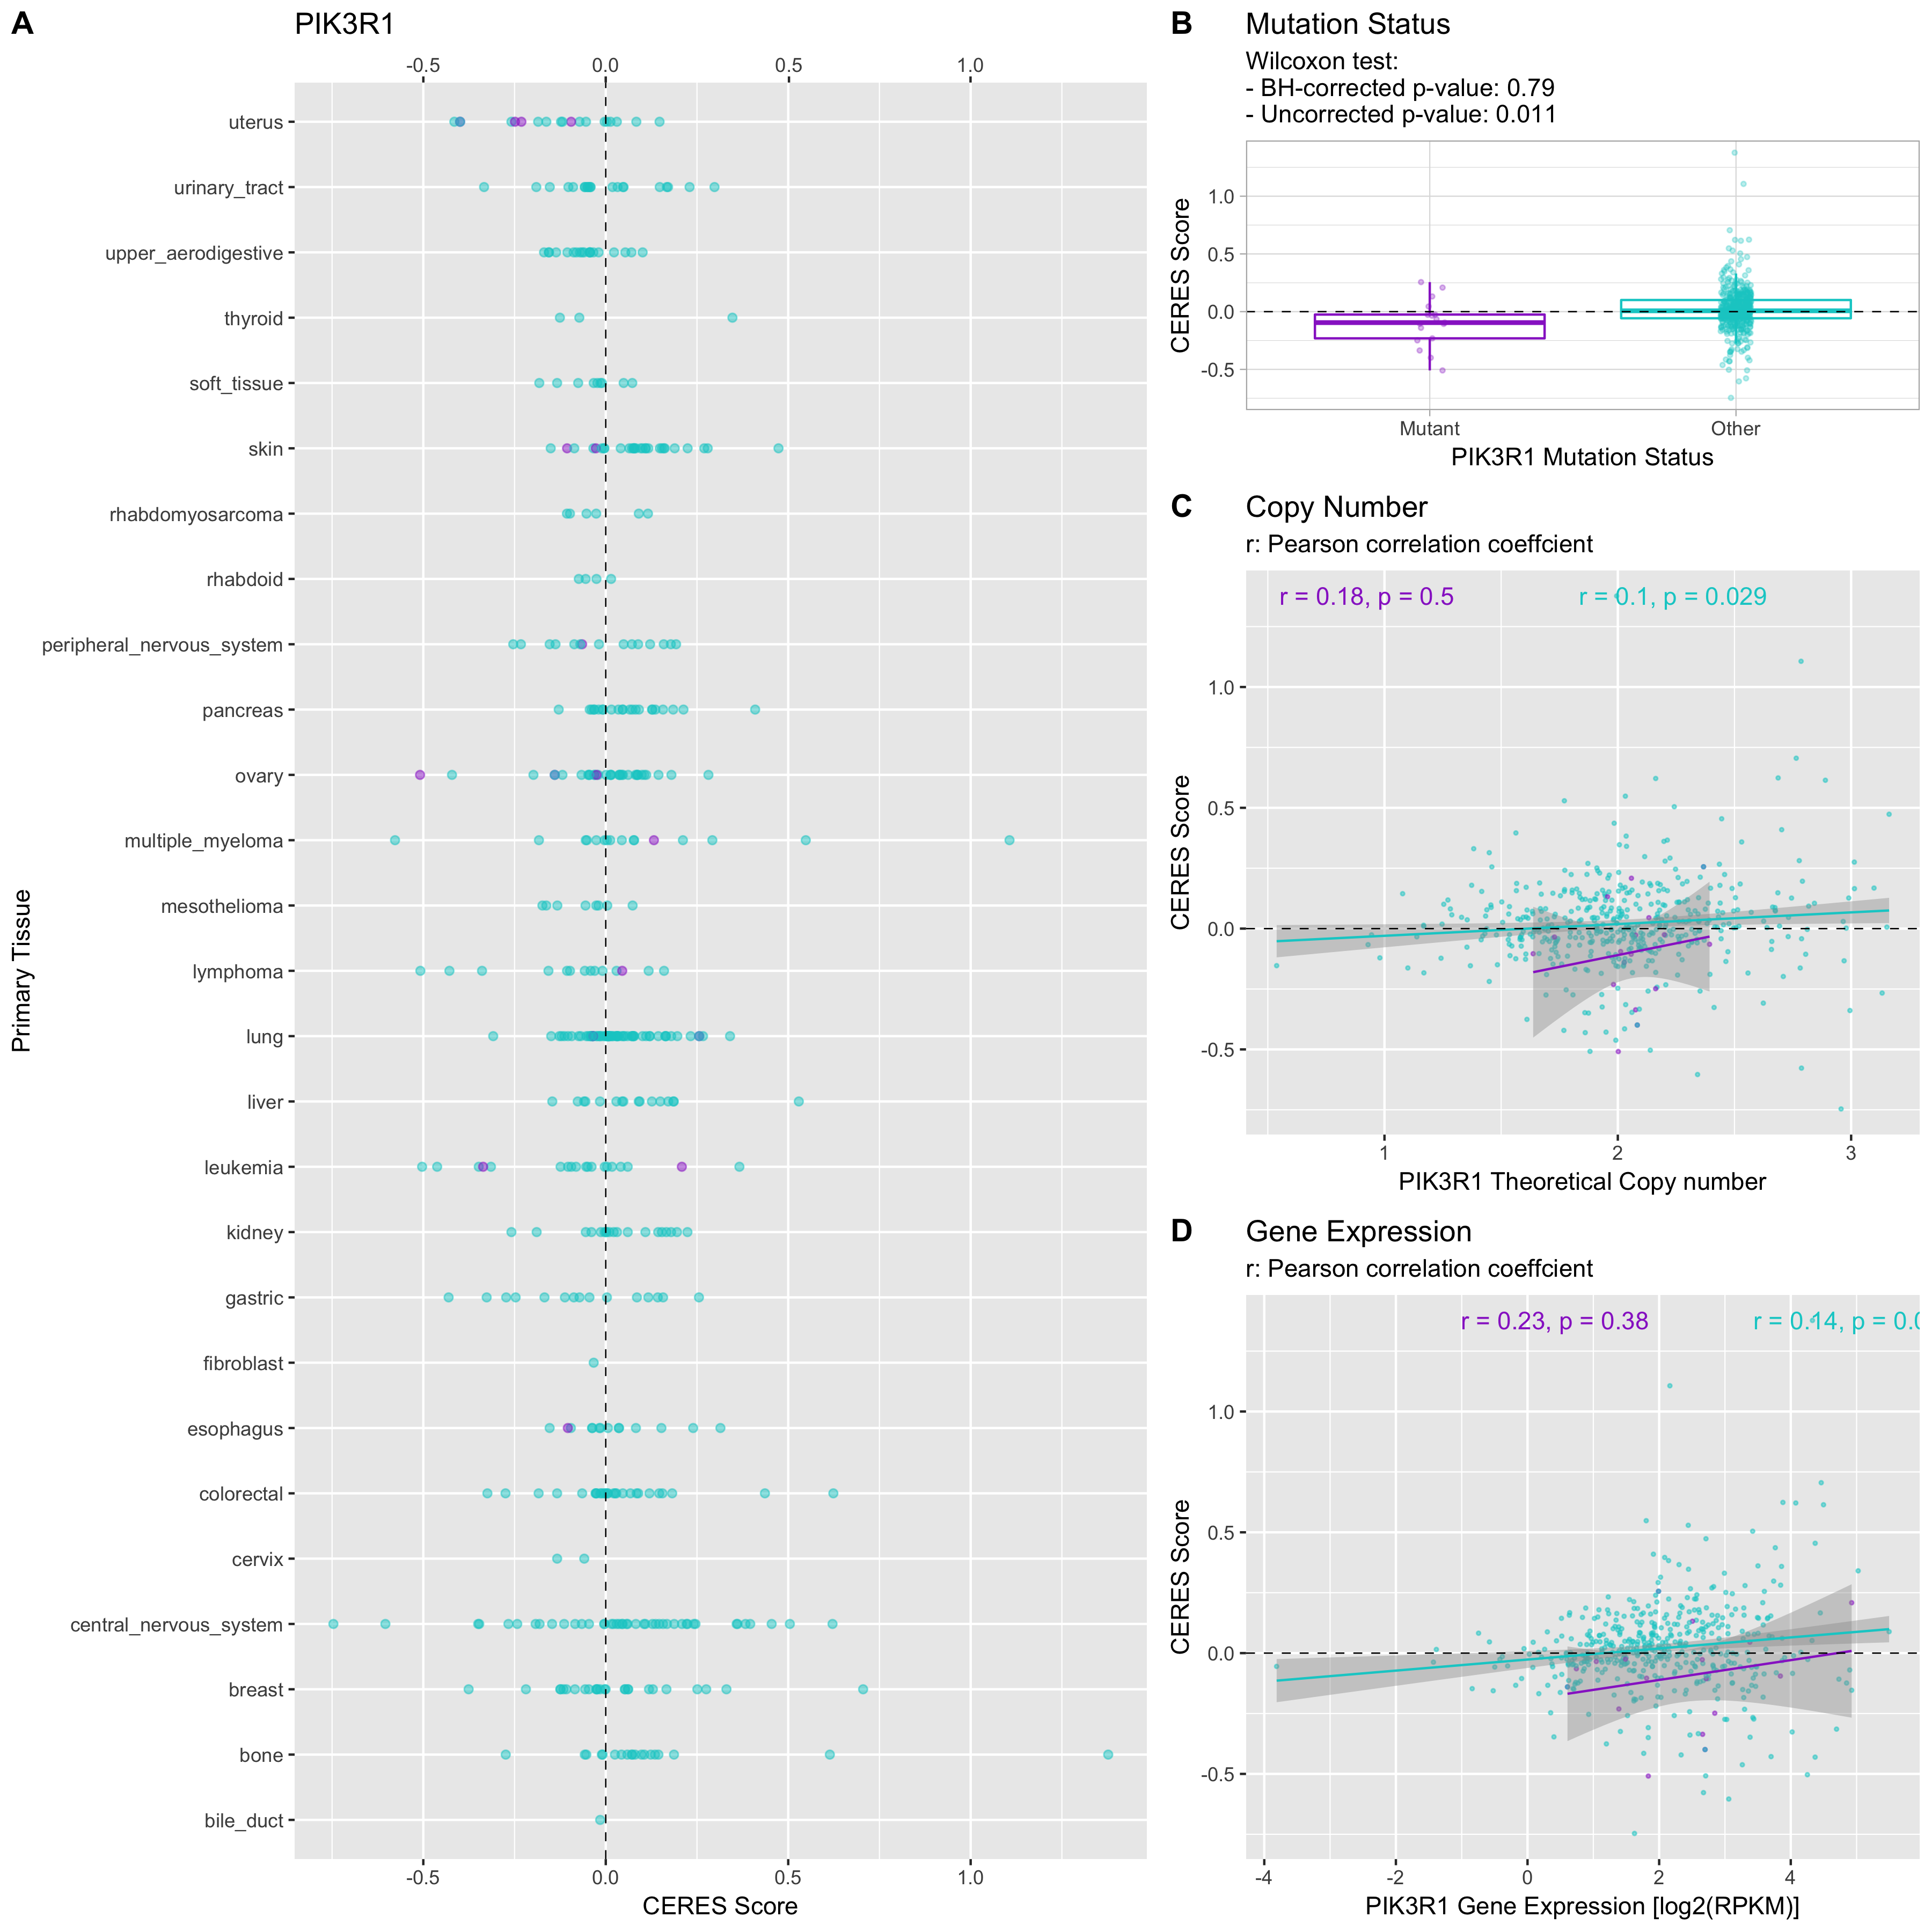 A
PIK3R1
-0.5 0.0 0.5 1.0
uterus
urinary_tract
upper_aerodigestive
thyroid
soft_tissue
skin
rhabdomyosarcoma
rhabdoid
peripheral_nervous_system
pancreas
ovary
multiple_myeloma
mesothelioma
lymphoma
lung
liver
leukemia
kidney
gastric
fibroblast
esophagus
colorectal
cervix
central_nervous_system
breast
bone
bile_duct
Primary Tissue
-0.5 0.0 0.5 1.0
CERES Score
B
Mutation Status
Wilcoxon test:
- BH-corrected p-value: 0.79
- Uncorrected p-value: 0.011
1.0
0.5
0.0
-0.5
CERES Score
Mutant Other
PIK3R1 Mutation Status
C
Copy Number
r: Pearson correlation coeffcient
r = 0.18, p = 0.5 r = 0.1, p = 0.029
1.0
0.5
0.0
-0.5
CERES Score
1 2 3
PIK3R1 Theoretical Copy number
D
Gene Expression
r: Pearson correlation coeffcient
r = 0.23, p = 0.38 r = 0.14, p = 0.0
1.0
0.5
0.0
-0.5
CERES Score
-4 -2 0 2 4
PIK3R1 Gene Expression [log2(RPKM)]